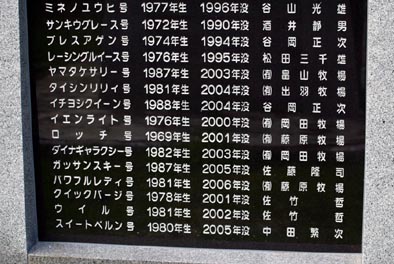 ミネノユウヒ号 1977年生 1996年没 谷山光雄
サンキウグレース号 1972年生 1990年没 酒井静男
プレスアゲン号 1974年生 1994年没 谷岡正次
レーシングルイース号 1976年生 1995年没 松田三千雄
ヤマタケサリー号 1987年生 2003年没 ㈲畠山牧場
タイシンリリィ号 1981年生 2004年没 ㈲出羽牧場
イチヨシクイーン号 1988年生 2004年没 谷岡正次
イエンライト号 1976年生 2000年没 ㈲岡田牧場
ロッチ号 1969年生 2001年没 ㈲藤原牧場
ダイナギャラクシー号 1982年生 2003年没 ㈲岡田牧場
ガッサンスキー号 1987年生 2005年没 佐藤隆司
パワフルレディ号 1981年生 2006年没 ㈲藤原牧場
クイックバージ号 1978年生 2001年没 佐竹哲
ウイル号 1981年生 2002年没 佐竹哲
スイートベルン号 1980年生 2005年没 中田繁次